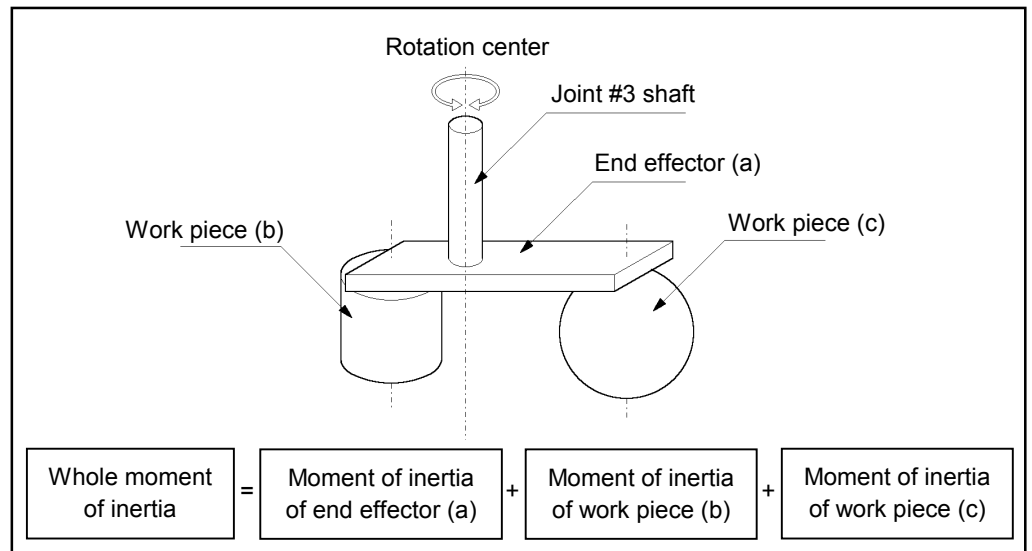 Rotation center
Joint #3 shaft
End effector (a)
Work piece (b)
Work piece (c)
Whole moment
of inertia
=
Moment of inertia
of end effector (a)
+
Moment of inertia
of work piece (b)
+
Moment of inertia
of work piece (c)